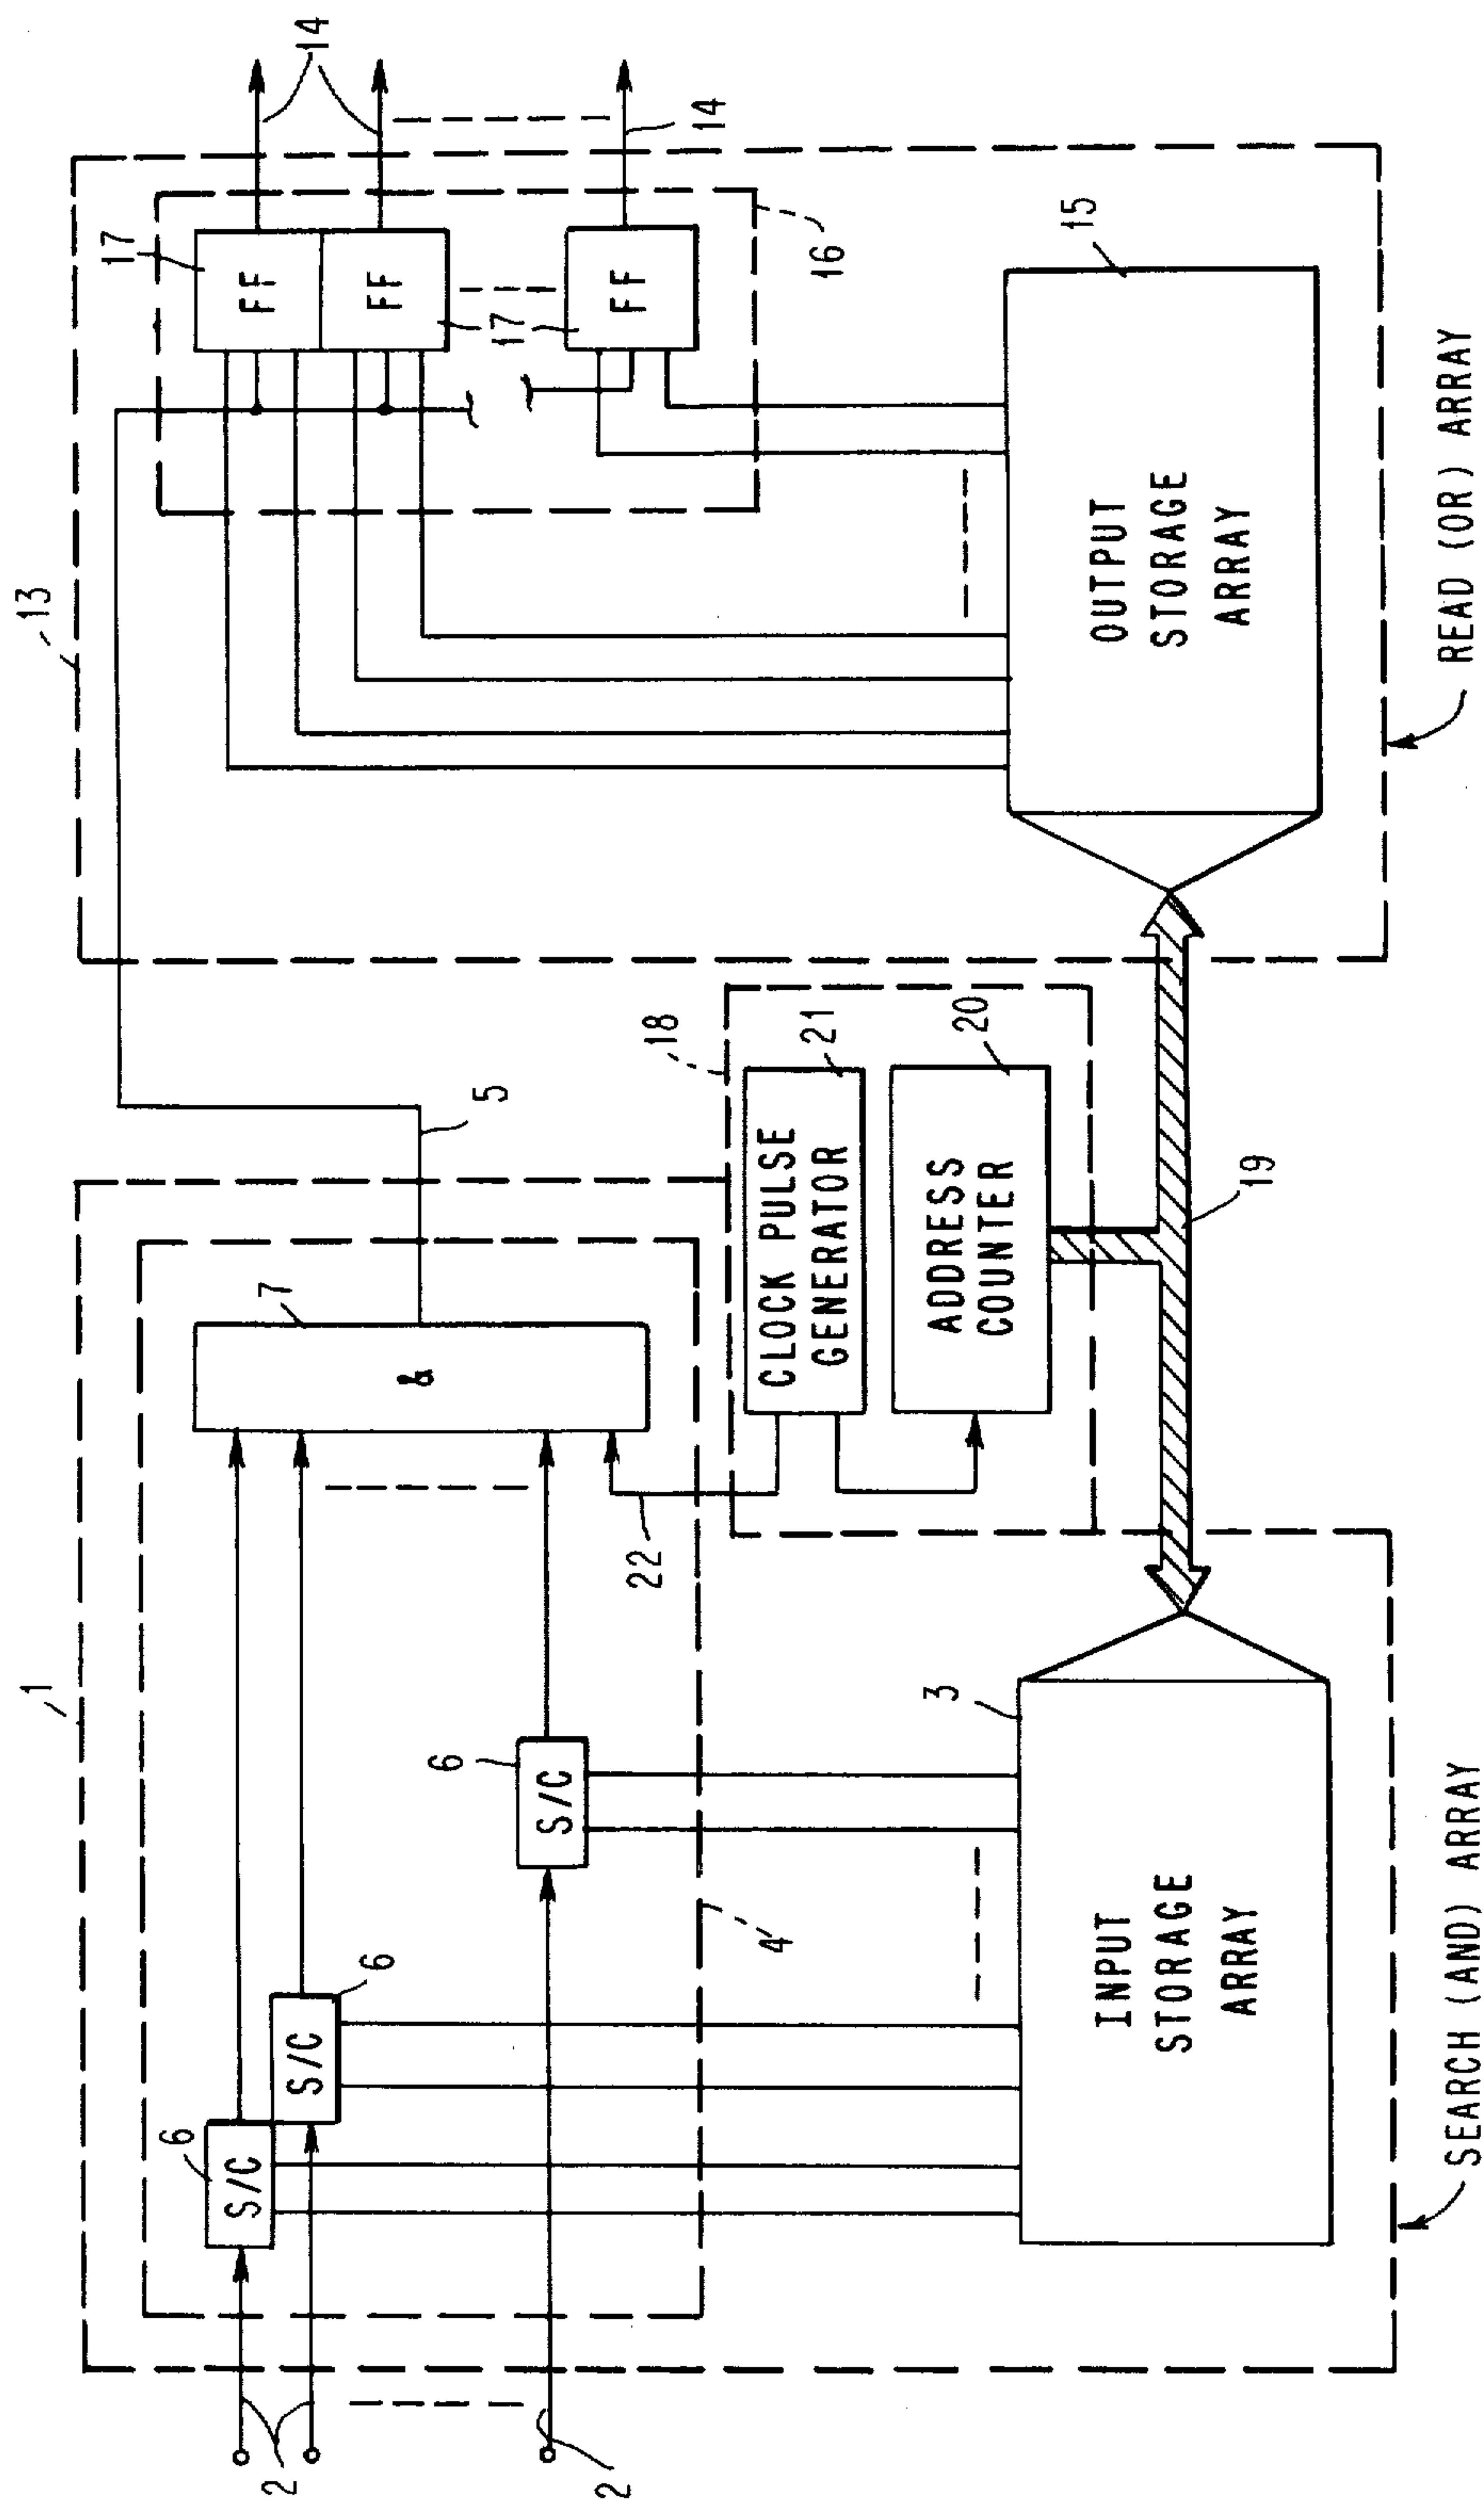 1
13
14
2
6
S/C
6
S/C
6
S/C
2
7
&
5
22
4
17
FF
FF
17
FF
14
16
18
CLOCK PULSE
GENERATOR
21
ADDRESS
COUNTER
20
19
3
INPUT
STORAGE
ARRAY
15
OUTPUT
STORAGE
ARRAY
SEARCH (AND) ARRAY
READ (OR) ARRAY